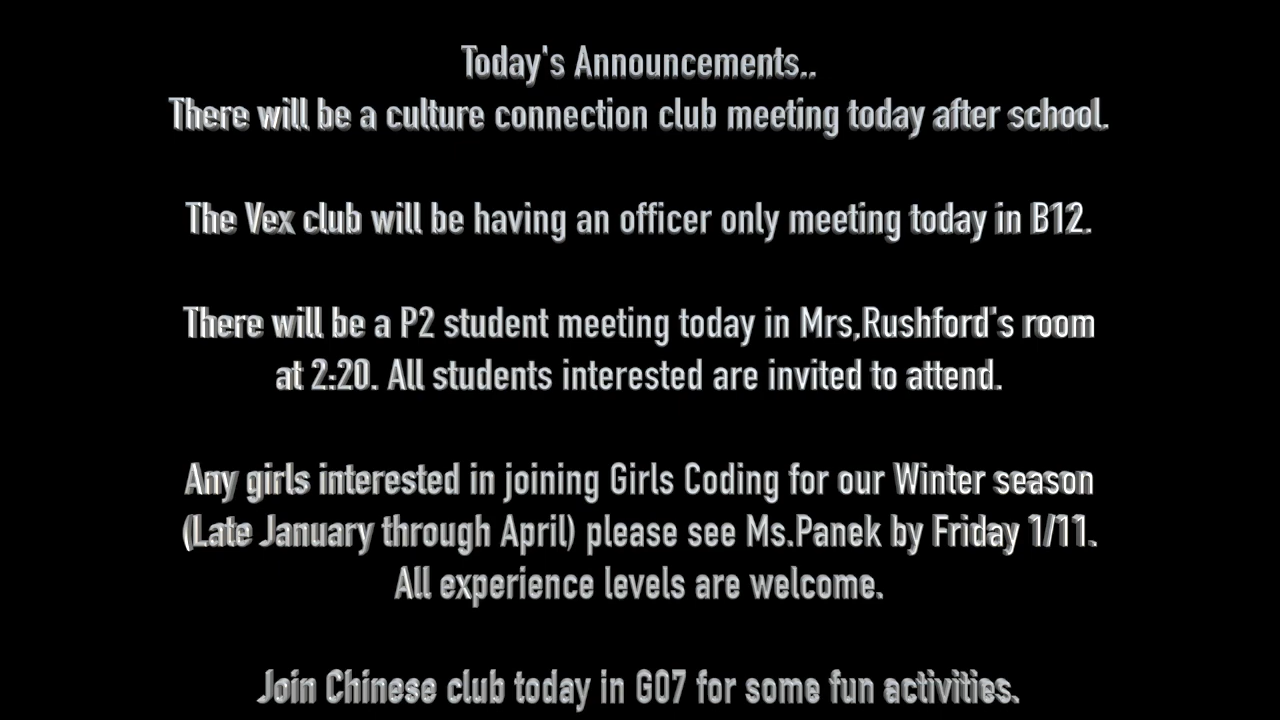 Today's Announcements..
There will be a culture connection club meeting today after school.
The Vex club will be having an officer only meeting today in B12.
There will be a P2 student meeting today in Mrs,Rushford's room
at 2:20. All students interested are invited to attend.
Any girls interested in joining Girls Coding for our Winter season
(Late January through April) please see Ms.Panek by Friday 1/11.
All experience levels are welcome.
Join Chinese club today in G07 for some fun activities.